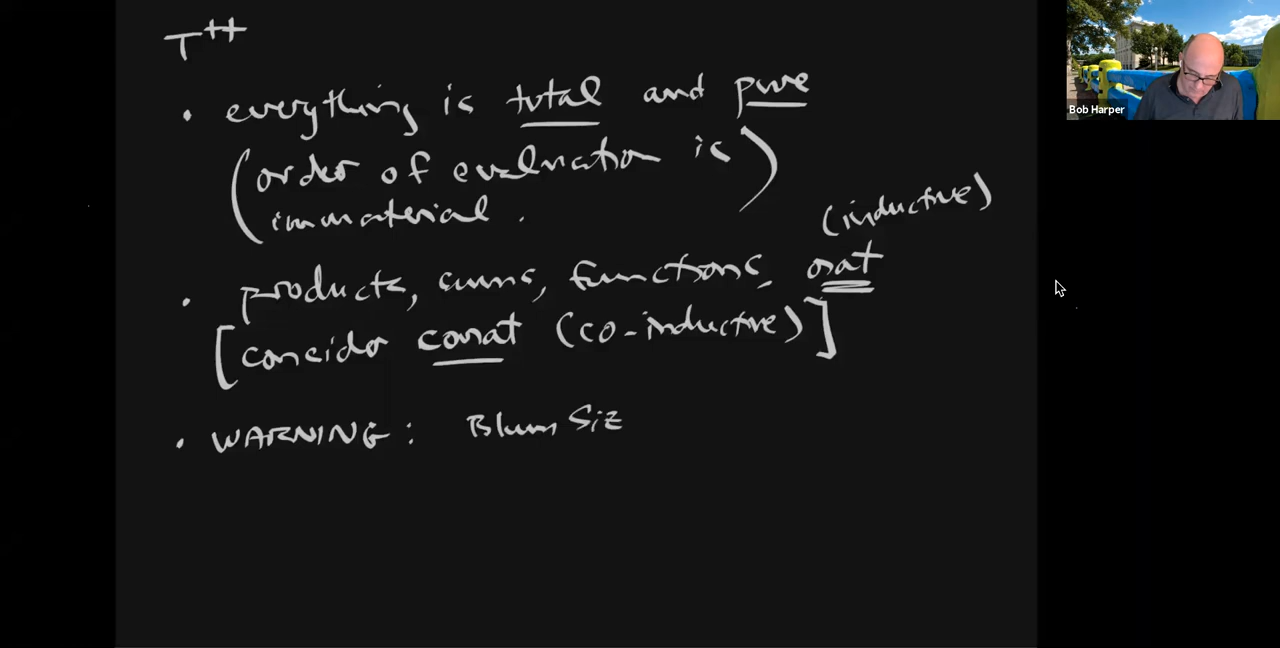 T++
• everything is total and pure
(order of evaluation is
immaterial.)
(inductive)
• products, sums, functions, nat
[consider conat (co-inductive)]
• WARNING: Blum Siz
Bob Harper